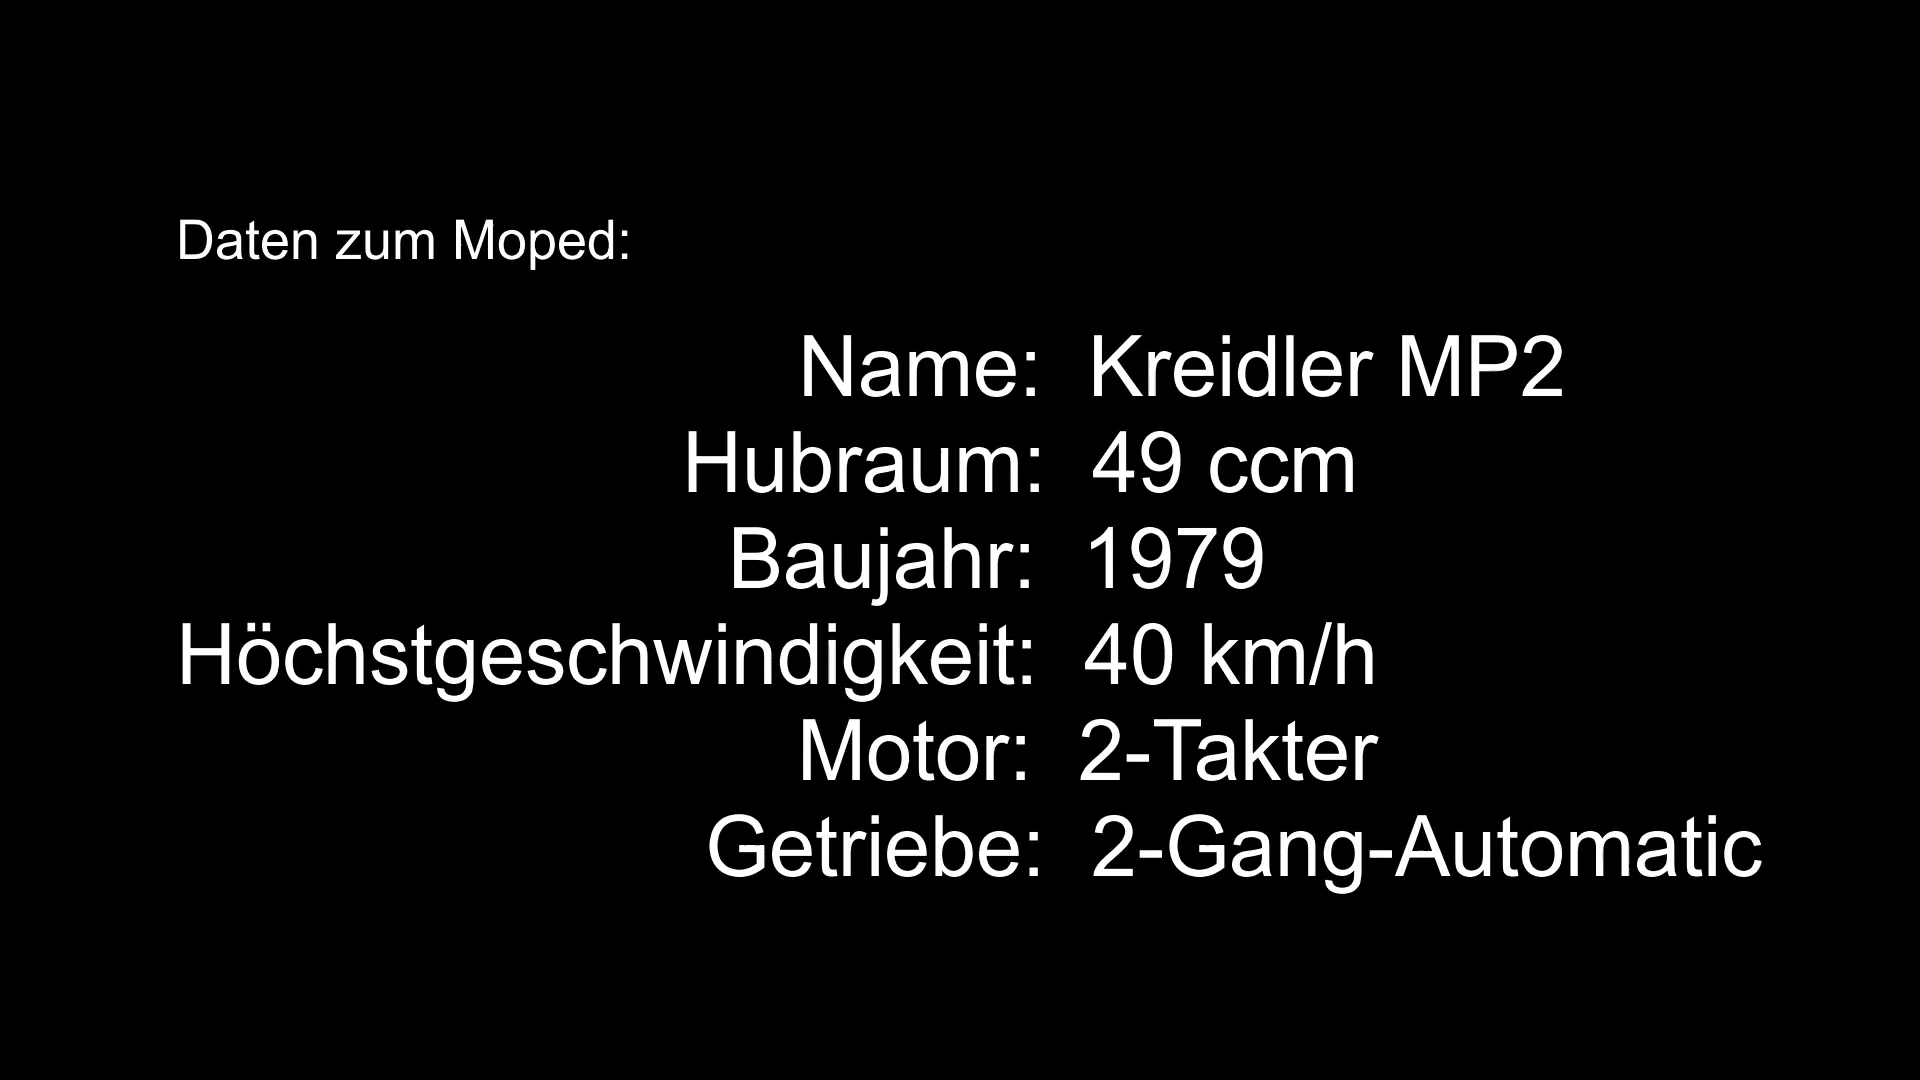 Daten zum Moped:
Name: Kreidler MP2
Hubraum: 49 ccm
Baujahr: 1979
Höchstgeschwindigkeit: 40 km/h
Motor: 2-Takter
Getriebe: 2-Gang-Automatic